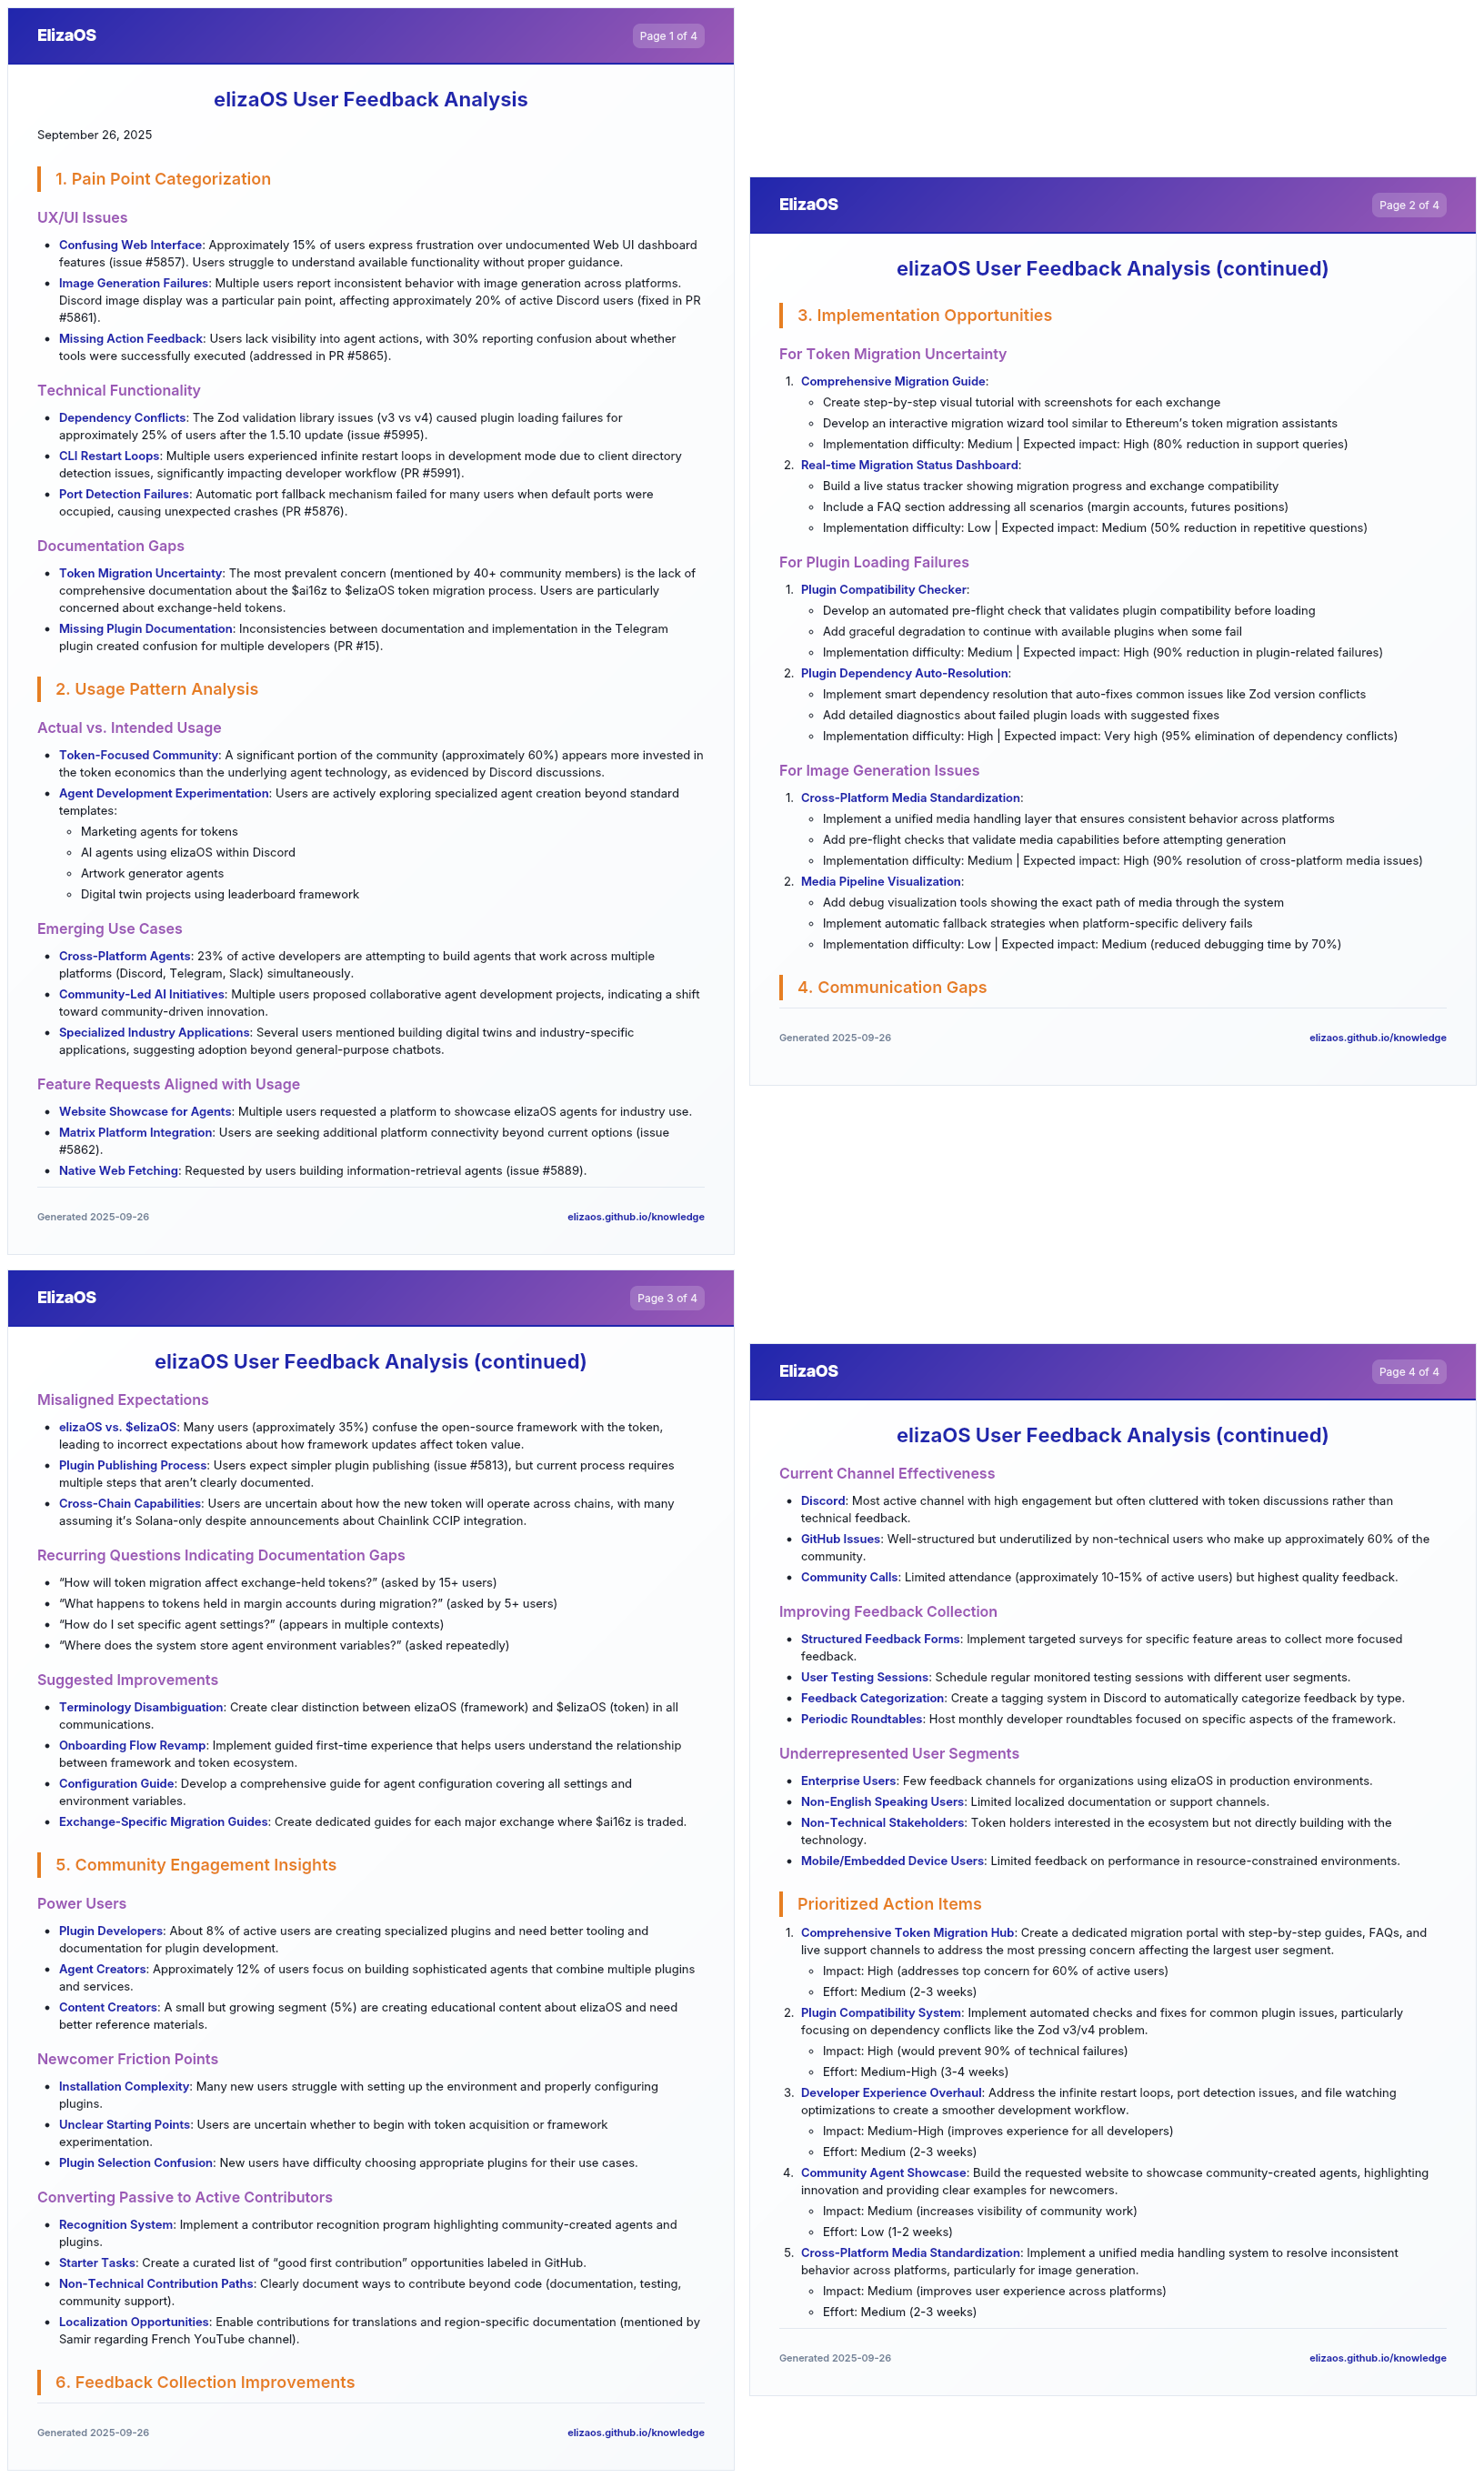 ElizaOS
Page 1 of 4
elizaOS User Feedback Analysis
September 26, 2025
1. Pain Point Categorization
UX/UI Issues
• Confusing Web Interface: Approximately 15% of users express frustration over undocumented Web UI dashboard
features (issue #5857). Users struggle to understand available functionality without proper guidance.
• Image Generation Failures: Multiple users report inconsistent behavior with image generation across platforms.
Discord image display was a particular pain point, affecting approximately 20% of active Discord users (fixed in PR
#5861).
• Missing Action Feedback: Users lack visibility into agent actions, with 30% reporting confusion about whether
tools were successfully executed (addressed in PR #5865).
Technical Functionality
• Dependency Conflicts: The Zod validation library issues (v3 vs v4) caused plugin loading failures for
approximately 25% of users after the 1.5.10 update (issue #5995).
• CLI Restart Loops: Multiple users experienced infinite restart loops in development mode due to client directory
detection issues, significantly impacting developer workflow (PR #5991).
• Port Detection Failures: Automatic port fallback mechanism failed for many users when default ports were
occupied, causing unexpected crashes (PR #5876).
Documentation Gaps
• Token Migration Uncertainty: The most prevalent concern (mentioned by 40+ community members) is the lack of
comprehensive documentation about the $ai16z to $elizaOS token migration process. Users are particularly
concerned about exchange-held tokens.
• Missing Plugin Documentation: Inconsistencies between documentation and implementation in the Telegram
plugin created confusion for multiple developers (PR #15).
2. Usage Pattern Analysis
Actual vs. Intended Usage
• Token-Focused Community: A significant portion of the community (approximately 60%) appears more invested in
the token economics than the underlying agent technology, as evidenced by Discord discussions.
• Agent Development Experimentation: Users are actively exploring specialized agent creation beyond standard
templates:
◦ Marketing agents for tokens
◦ AI agents using elizaOS within Discord
◦ Artwork generator agents
◦ Digital twin projects using leaderboard framework
Emerging Use Cases
• Cross-Platform Agents: 23% of active developers are attempting to build agents that work across multiple
platforms (Discord, Telegram, Slack) simultaneously.
• Community-Led AI Initiatives: Multiple users proposed collaborative agent development projects, indicating a shift
toward community-driven innovation.
• Specialized Industry Applications: Several users mentioned building digital twins and industry-specific
applications, suggesting adoption beyond general-purpose chatbots.
Feature Requests Aligned with Usage
• Website Showcase for Agents: Multiple users requested a platform to showcase elizaOS agents for industry use.
• Matrix Platform Integration: Users are seeking additional platform connectivity beyond current options (issue
#5862).
• Native Web Fetching: Requested by users building information-retrieval agents (issue #5889).
Generated 2025-09-26
elizaos.github.io/knowledge
ElizaOS
Page 2 of 4
elizaOS User Feedback Analysis (continued)
3. Implementation Opportunities
For Token Migration Uncertainty
1. Comprehensive Migration Guide:
◦ Create step-by-step visual tutorial with screenshots for each exchange
◦ Develop an interactive migration wizard tool similar to Ethereum's token migration assistants
◦ Implementation difficulty: Medium | Expected impact: High (80% reduction in support queries)
2. Real-time Migration Status Dashboard:
◦ Build a live status tracker showing migration progress and exchange compatibility
◦ Include a FAQ section addressing all scenarios (margin accounts, futures positions)
◦ Implementation difficulty: Low | Expected impact: Medium (50% reduction in repetitive questions)
For Plugin Loading Failures
1. Plugin Compatibility Checker:
◦ Develop an automated pre-flight check that validates plugin compatibility before loading
◦ Add graceful degradation to continue with available plugins when some fail
◦ Implementation difficulty: Medium | Expected impact: High (90% reduction in plugin-related failures)
2. Plugin Dependency Auto-Resolution:
◦ Implement smart dependency resolution that auto-fixes common issues like Zod version conflicts
◦ Add detailed diagnostics about failed plugin loads with suggested fixes
◦ Implementation difficulty: High | Expected impact: Very high (95% elimination of dependency conflicts)
For Image Generation Issues
1. Cross-Platform Media Standardization:
◦ Implement a unified media handling layer that ensures consistent behavior across platforms
◦ Add pre-flight checks that validate media capabilities before attempting generation
◦ Implementation difficulty: Medium | Expected impact: High (90% resolution of cross-platform media issues)
2. Media Pipeline Visualization:
◦ Add debug visualization tools showing the exact path of media through the system
◦ Implement automatic fallback strategies when platform-specific delivery fails
◦ Implementation difficulty: Low | Expected impact: Medium (reduced debugging time by 70%)
4. Communication Gaps
Generated 2025-09-26
elizaos.github.io/knowledge
ElizaOS
Page 3 of 4
elizaOS User Feedback Analysis (continued)
Misaligned Expectations
• elizaOS vs. $elizaOS: Many users (approximately 35%) confuse the open-source framework with the token,
leading to incorrect expectations about how framework updates affect token value.
• Plugin Publishing Process: Users expect simpler plugin publishing (issue #5813), but current process requires
multiple steps that aren't clearly documented.
• Cross-Chain Capabilities: Users are uncertain about how the new token will operate across chains, with many
assuming it's Solana-only despite announcements about Chainlink CCIP integration.
Recurring Questions Indicating Documentation Gaps
• “How will token migration affect exchange-held tokens?” (asked by 15+ users)
• “What happens to tokens held in margin accounts during migration?” (asked by 5+ users)
• “How do I set specific agent settings?” (appears in multiple contexts)
• “Where does the system store agent environment variables?” (asked repeatedly)
Suggested Improvements
• Terminology Disambiguation: Create clear distinction between elizaOS (framework) and $elizaOS (token) in all
communications.
• Onboarding Flow Revamp: Implement guided first-time experience that helps users understand the relationship
between framework and token ecosystem.
• Configuration Guide: Develop a comprehensive guide for agent configuration covering all settings and
environment variables.
• Exchange-Specific Migration Guides: Create dedicated guides for each major exchange where $ai16z is traded.
5. Community Engagement Insights
Power Users
• Plugin Developers: About 8% of active users are creating specialized plugins and need better tooling and
documentation for plugin development.
• Agent Creators: Approximately 12% of users focus on building sophisticated agents that combine multiple plugins
and services.
• Content Creators: A small but growing segment (5%) are creating educational content about elizaOS and need
better reference materials.
Newcomer Friction Points
• Installation Complexity: Many new users struggle with setting up the environment and properly configuring
plugins.
• Unclear Starting Points: Users are uncertain whether to begin with token acquisition or framework
experimentation.
• Plugin Selection Confusion: New users have difficulty choosing appropriate plugins for their use cases.
Converting Passive to Active Contributors
• Recognition System: Implement a contributor recognition program highlighting community-created agents and
plugins.
• Starter Tasks: Create a curated list of “good first contribution” opportunities labeled in GitHub.
• Non-Technical Contribution Paths: Clearly document ways to contribute beyond code (documentation, testing,
community support).
• Localization Opportunities: Enable contributions for translations and region-specific documentation (mentioned by
Samir regarding French YouTube channel).
6. Feedback Collection Improvements
Generated 2025-09-26
elizaos.github.io/knowledge
ElizaOS
Page 4 of 4
elizaOS User Feedback Analysis (continued)
Current Channel Effectiveness
• Discord: Most active channel with high engagement but often cluttered with token discussions rather than
technical feedback.
• GitHub Issues: Well-structured but underutilized by non-technical users who make up approximately 60% of the
community.
• Community Calls: Limited attendance (approximately 10-15% of active users) but highest quality feedback.
Improving Feedback Collection
• Structured Feedback Forms: Implement targeted surveys for specific feature areas to collect more focused
feedback.
• User Testing Sessions: Schedule regular monitored testing sessions with different user segments.
• Feedback Categorization: Create a tagging system in Discord to automatically categorize feedback by type.
• Periodic Roundtables: Host monthly developer roundtables focused on specific aspects of the framework.
Underrepresented User Segments
• Enterprise Users: Few feedback channels for organizations using elizaOS in production environments.
• Non-English Speaking Users: Limited localized documentation or support channels.
• Non-Technical Stakeholders: Token holders interested in the ecosystem but not directly building with the
technology.
• Mobile/Embedded Device Users: Limited feedback on performance in resource-constrained environments.
Prioritized Action Items
1. Comprehensive Token Migration Hub: Create a dedicated migration portal with step-by-step guides, FAQs, and
live support channels to address the most pressing concern affecting the largest user segment.
◦ Impact: High (addresses top concern for 60% of active users)
◦ Effort: Medium (2-3 weeks)
2. Plugin Compatibility System: Implement automated checks and fixes for common plugin issues, particularly
focusing on dependency conflicts like the Zod v3/v4 problem.
◦ Impact: High (would prevent 90% of technical failures)
◦ Effort: Medium-High (3-4 weeks)
3. Developer Experience Overhaul: Address the infinite restart loops, port detection issues, and file watching
optimizations to create a smoother development workflow.
◦ Impact: Medium-High (improves experience for all developers)
◦ Effort: Medium (2-3 weeks)
4. Community Agent Showcase: Build the requested website to showcase community-created agents, highlighting
innovation and providing clear examples for newcomers.
◦ Impact: Medium (increases visibility of community work)
◦ Effort: Low (1-2 weeks)
5. Cross-Platform Media Standardization: Implement a unified media handling system to resolve inconsistent
behavior across platforms, particularly for image generation.
◦ Impact: Medium (improves user experience across platforms)
◦ Effort: Medium (2-3 weeks)
Generated 2025-09-26
elizaos.github.io/knowledge